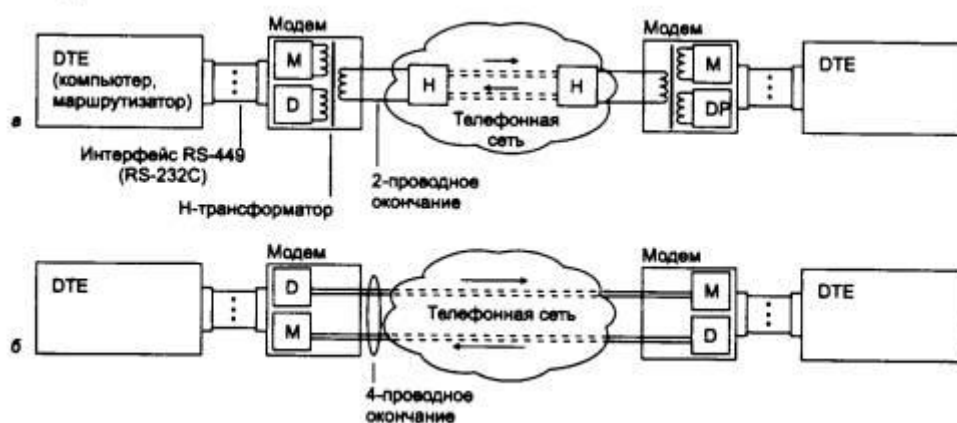 Модем
Модем
DTE
(компьютер,
маршрутизатор)
M
D
H
H
Телефонная
сеть
M
DP
DTE
в
Интерфейс RS-449
(RS-232C)
Н-трансформатор
2-проводное
окончание
Модем
Модем
DTE
D
M
Телефонная сеть
M
D
DTE
б
4-проводное
окончание